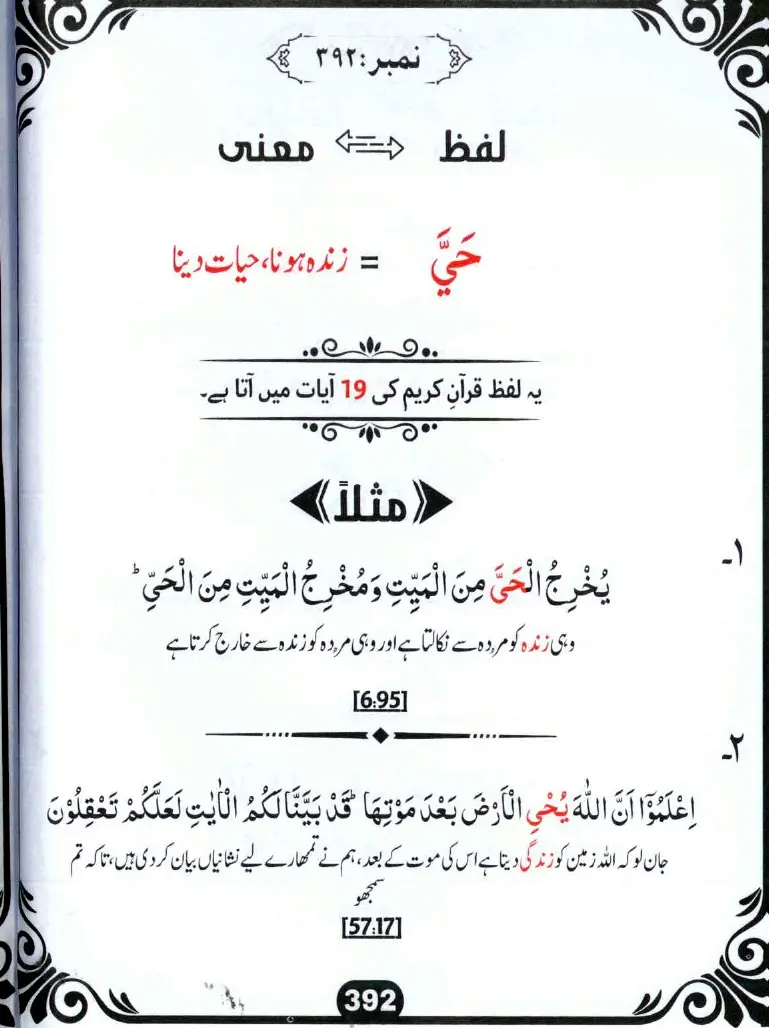 نمبر: ۳۹۲
لفظ ⇐⇒ معنی
حَيَّ = زندہ ہونا، حیات دینا
یہ لفظ قرآنِ کریم کی 19 آیات میں آتا ہے۔
مثلاً
۱۔
يُخْرِجُ الْحَيَّ مِنَ الْمَيِّتِ وَمُخْرِجُ الْمَيِّتِ مِنَ الْحَيِّ ؕ
وہی زندہ کو مردہ سے نکالتا ہے اور وہی مردہ کو زندہ سے خارج کرتا ہے
[6:95]
۲۔
اِعْلَمُوْٓا اَنَّ اللّٰهَ يُحْيِ الْاَرْضَ بَعْدَ مَوْتِهَا ؕ قَدْ بَيَّنَّا لَكُمُ الْاٰيٰتِ لَعَلَّكُمْ تَعْقِلُوْنَ
جان لو کہ اللہ زمین کو زندگی دیتا ہے اس کی موت کے بعد، ہم نے تمھارے لیے نشانیاں بیان کردی ہیں، تاکہ تم
سمجھو
[57:17]
392